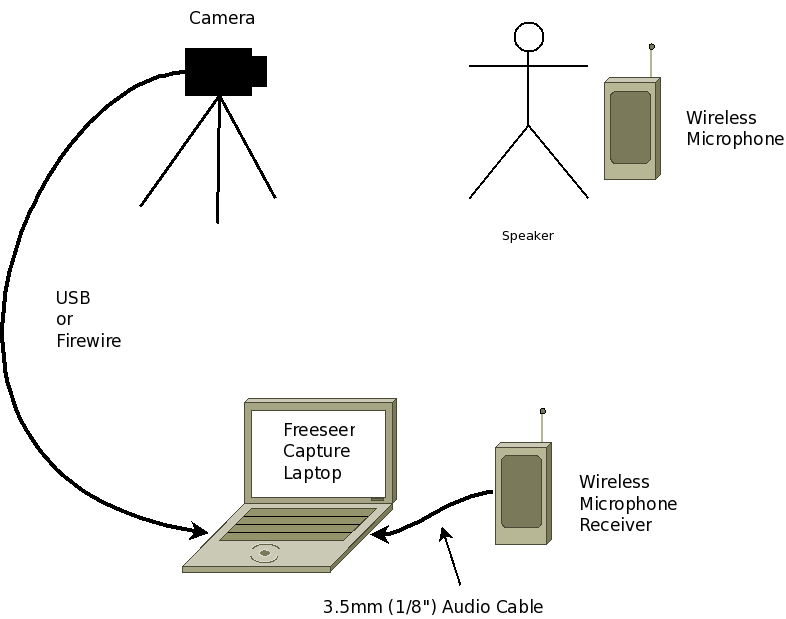 Camera
Wireless
Microphone
Speaker
USB
or
Firewire
Freeseer
Capture
Laptop
Wireless
Microphone
Receiver
3.5mm (1/8") Audio Cable